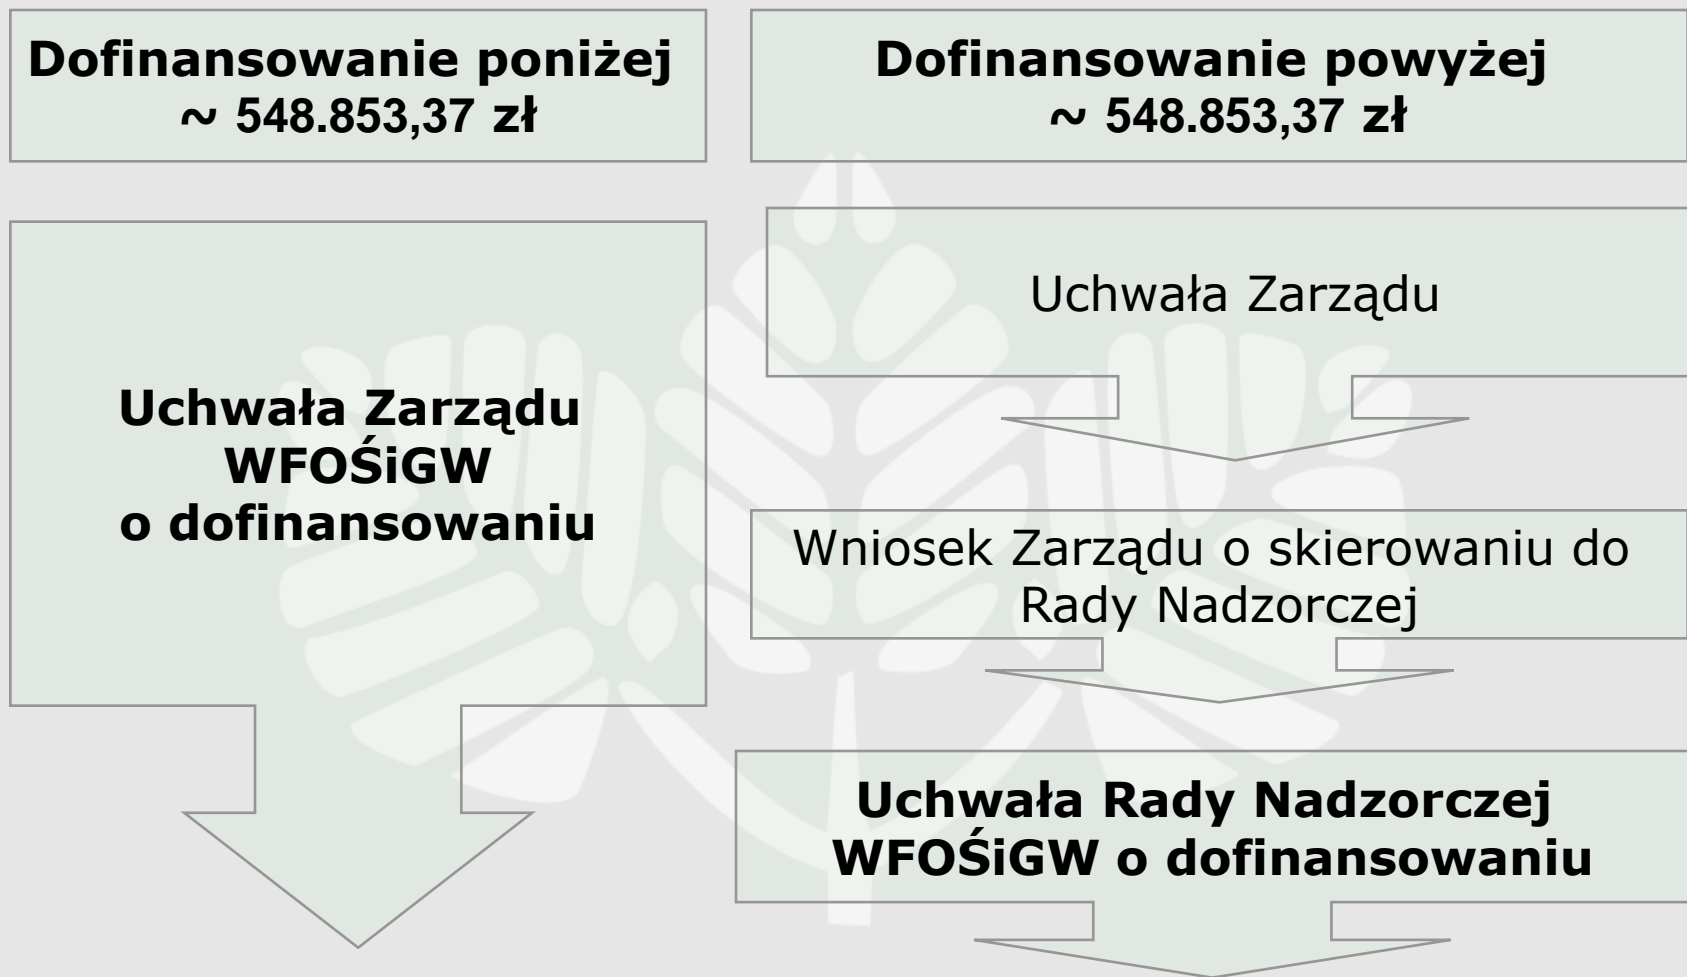 Dofinansowanie poniżej
~ 548.853,37 zł
Uchwała Zarządu
WFOŚiGW
o dofinansowaniu
Dofinansowanie powyżej
~ 548.853,37 zł
Uchwała Zarządu
Wniosek Zarządu o skierowaniu do
Rady Nadzorczej
Uchwała Rady Nadzorczej
WFOŚiGW o dofinansowaniu